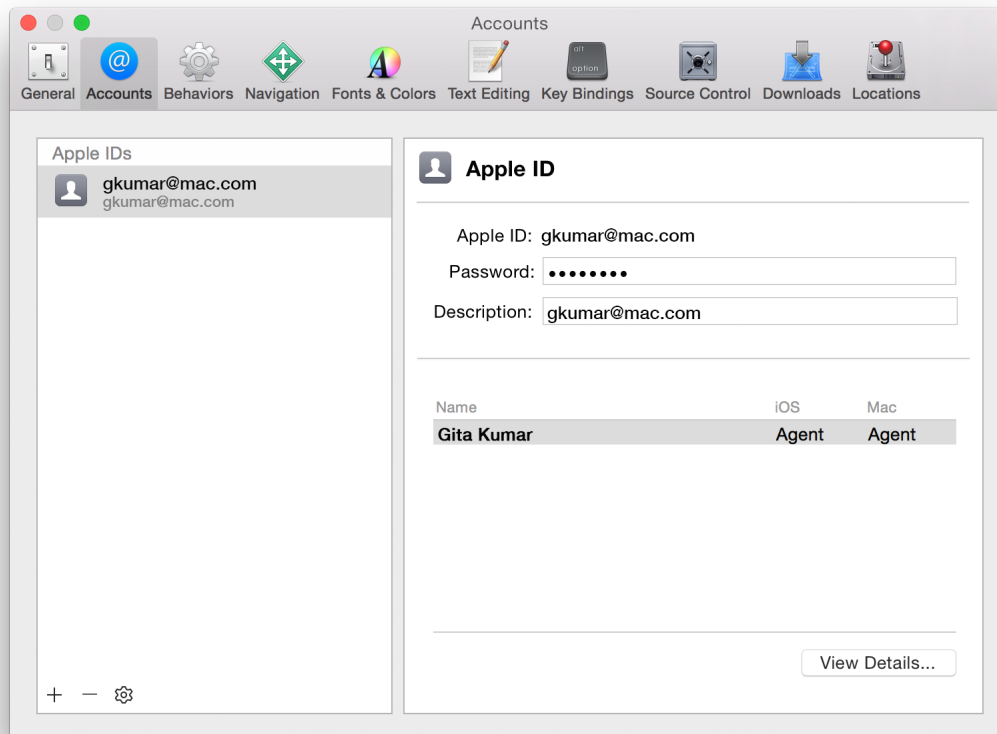 Accounts
General Accounts Behaviors Navigation Fonts & Colors Text Editing alt option Key Bindings Source Control Downloads Locations
Apple IDs
gkumar@mac.com
gkumar@mac.com
Apple ID
Apple ID: gkumar@mac.com
Password: ••••••••
Description: gkumar@mac.com
Name iOS Mac
Gita Kumar Agent Agent
View Details...